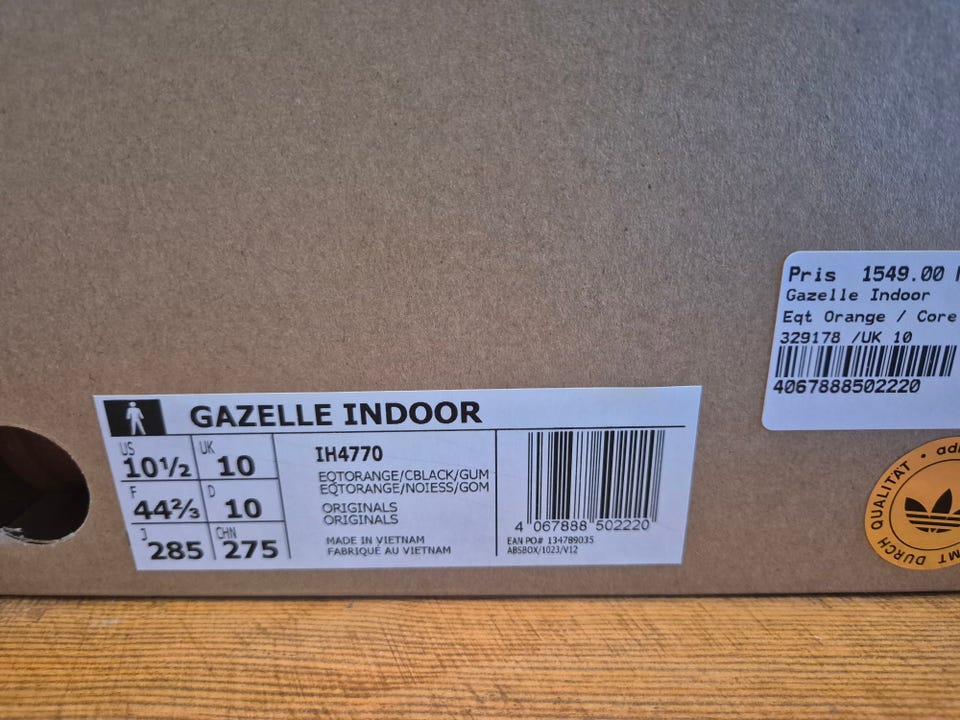 GAZELLE INDOOR
US
10½
UK
10
F
44⅔
D
10
J
285
CHN
275
IH4770
EQTORANGE/CBLACK/GUM
EQTORANGE/NOIESS/GOM
ORIGINALS
ORIGINALS
MADE IN VIETNAM
FABRIQUÉ AU VIETNAM
4 067888 502220
EAN PO# 134789035
ABSBOX/1023/V12
Pris 1549.00
Gazelle Indoor
Eqt Orange / Core
329178 /UK 10
4067888502220
QUALITÄT •
DURCH